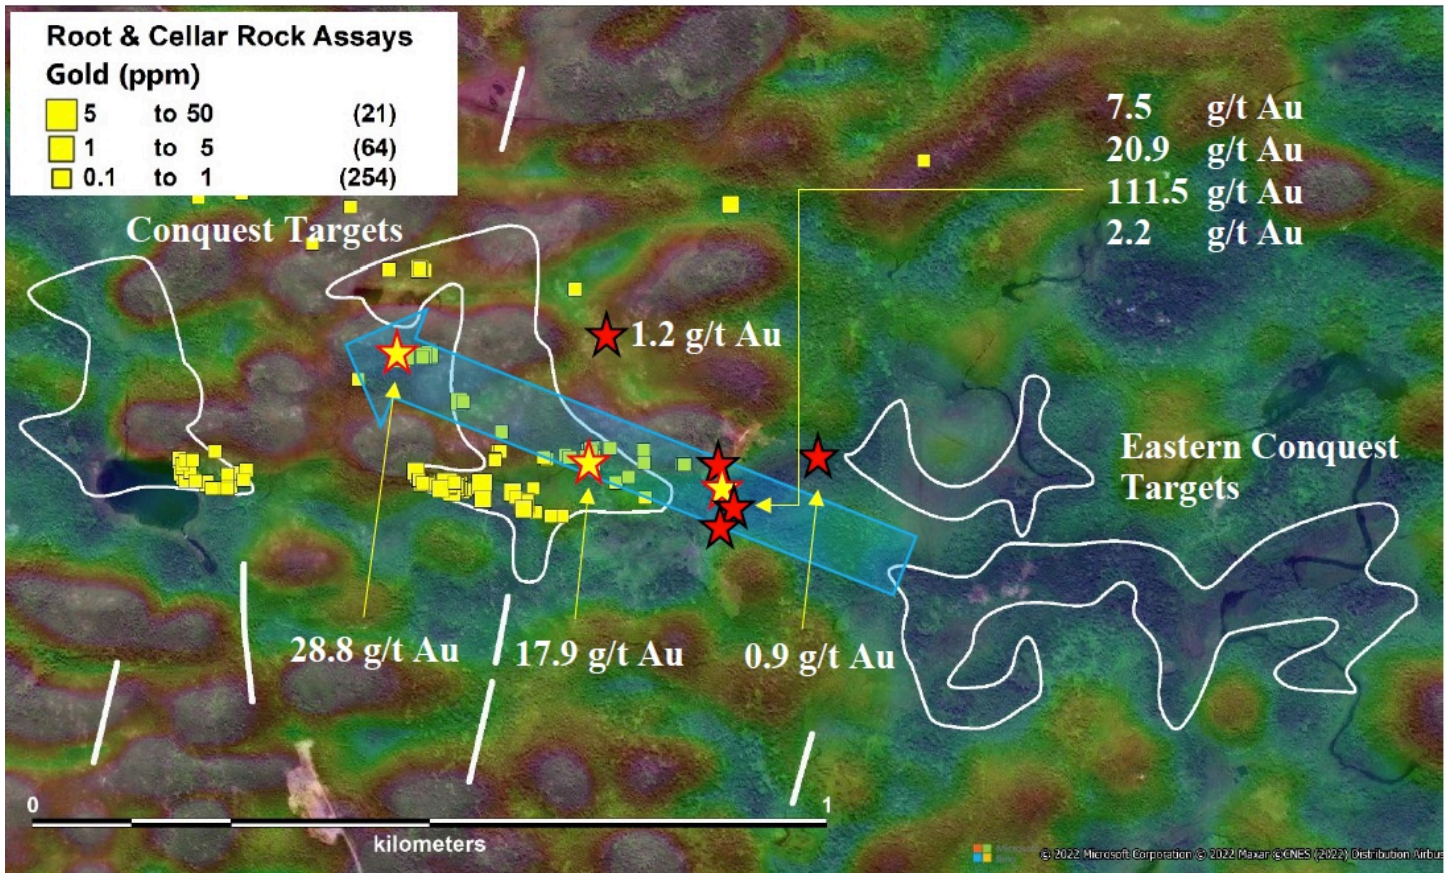 Root & Cellar Rock Assays
Gold (ppm)
5 to 50 (21)
1 to 5 (64)
0.1 to 1 (254)
7.5 g/t Au
20.9 g/t Au
111.5 g/t Au
2.2 g/t Au
Conquest Targets
1.2 g/t Au
Eastern Conquest
Targets
28.8 g/t Au
17.9 g/t Au
0.9 g/t Au
0 1
kilometers
© 2022 Microsoft Corporation © 2022 Maxar ©CNES (2022) Distribution Airbus